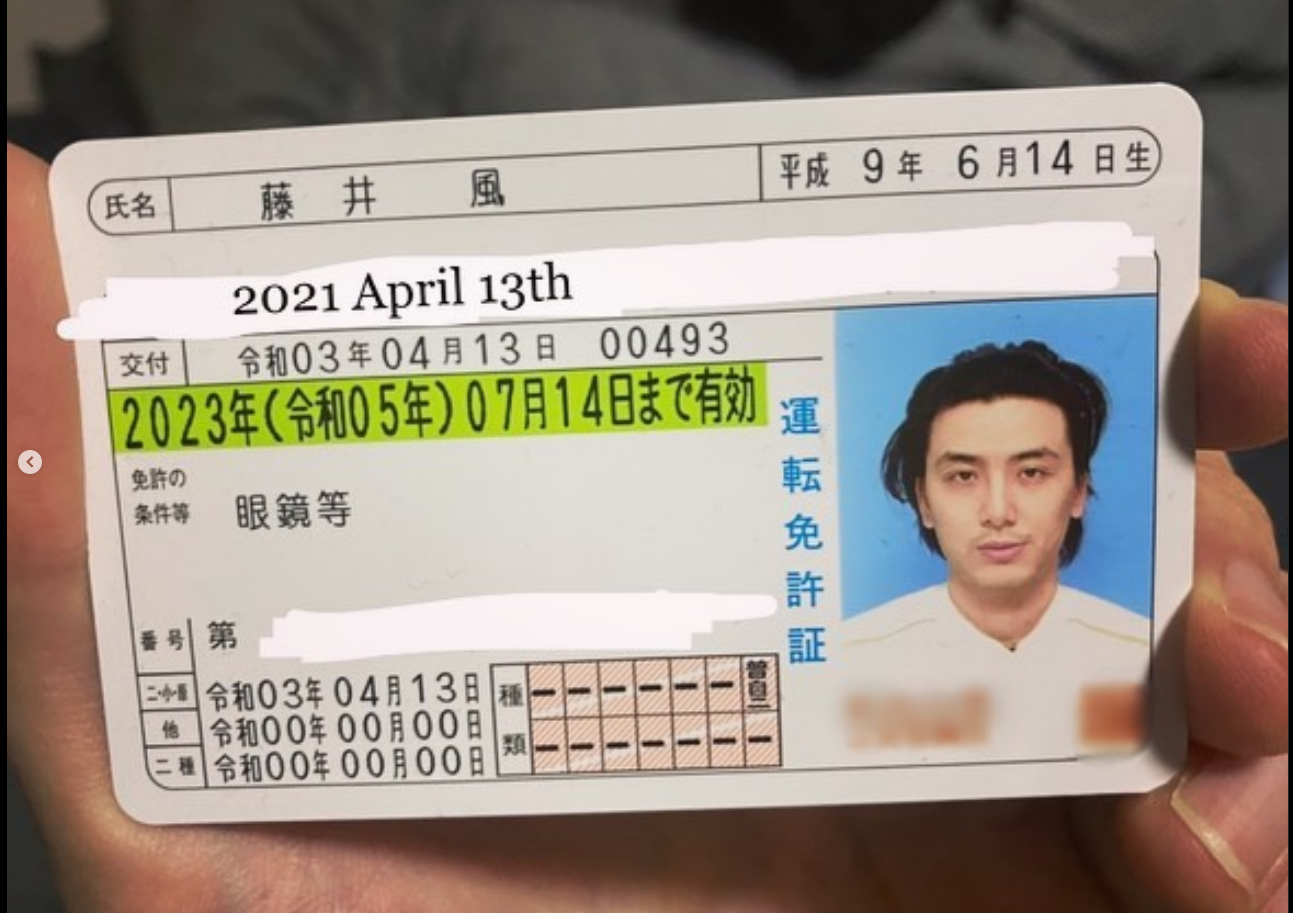 氏名 藤井 風 平成 9年 6月14日生
2021 April 13th
交付 令和03年04月13日 00493
2023年(令和05年)07月14日まで有効
免許の
条件等 眼鏡等
運転免許証
番号 第
二・小・原 令和03年04月13日
他 令和00年00月00日
二種 令和00年00月00日
種類
普自二